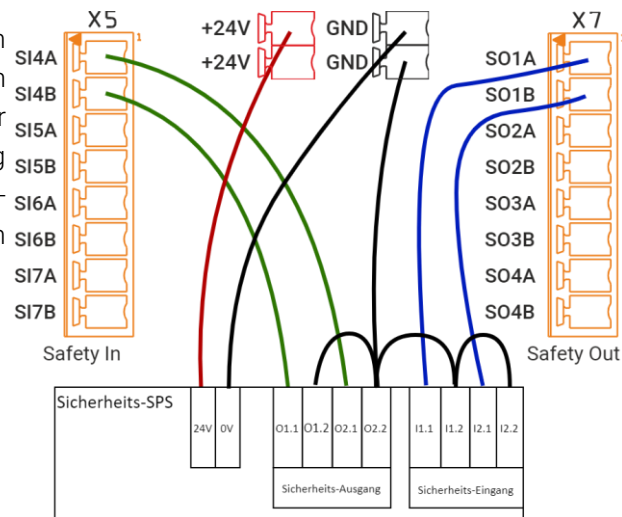 X5
+24V
GND
X7
1
1
SI4A
+24V
GND
SO1A
SI4B
SO1B
SI5A
SO2A
SI5B
SO2B
SI6A
SO3A
SI6B
SO3B
SI7A
SO4A
SI7B
SO4B
Safety In
Safety Out
Sicherheits-SPS
24V
0V
O1.1
O1.2
O2.1
O2.2
I1.1
I1.2
I2.1
I2.2
Sicherheits-Ausgang
Sicherheits-Eingang